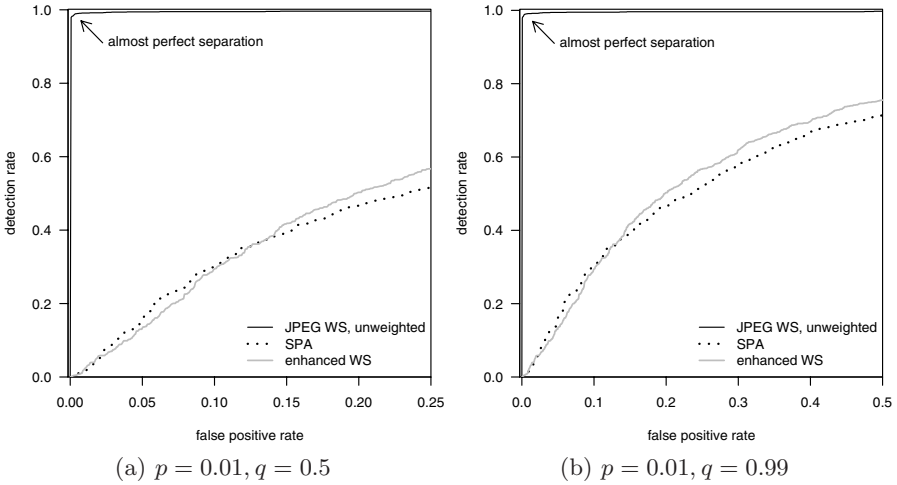 almost perfect separation
detection rate
1.0
0.8
0.6
0.4
0.2
0.0
JPEG WS, unweighted
SPA
enhanced WS
0.00 0.05 0.10 0.15 0.20 0.25
false positive rate
(a) p = 0.01, q = 0.5
almost perfect separation
detection rate
1.0
0.8
0.6
0.4
0.2
0.0
JPEG WS, unweighted
SPA
enhanced WS
0.0 0.1 0.2 0.3 0.4 0.5
false positive rate
(b) p = 0.01, q = 0.99